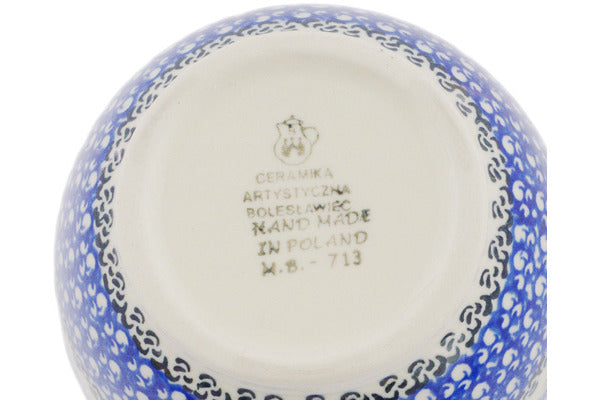 CERAMIKA
ARTYSTYCZNA
BOLESŁAWIEC
HAND MADE
IN POLAND
M.B. - 713